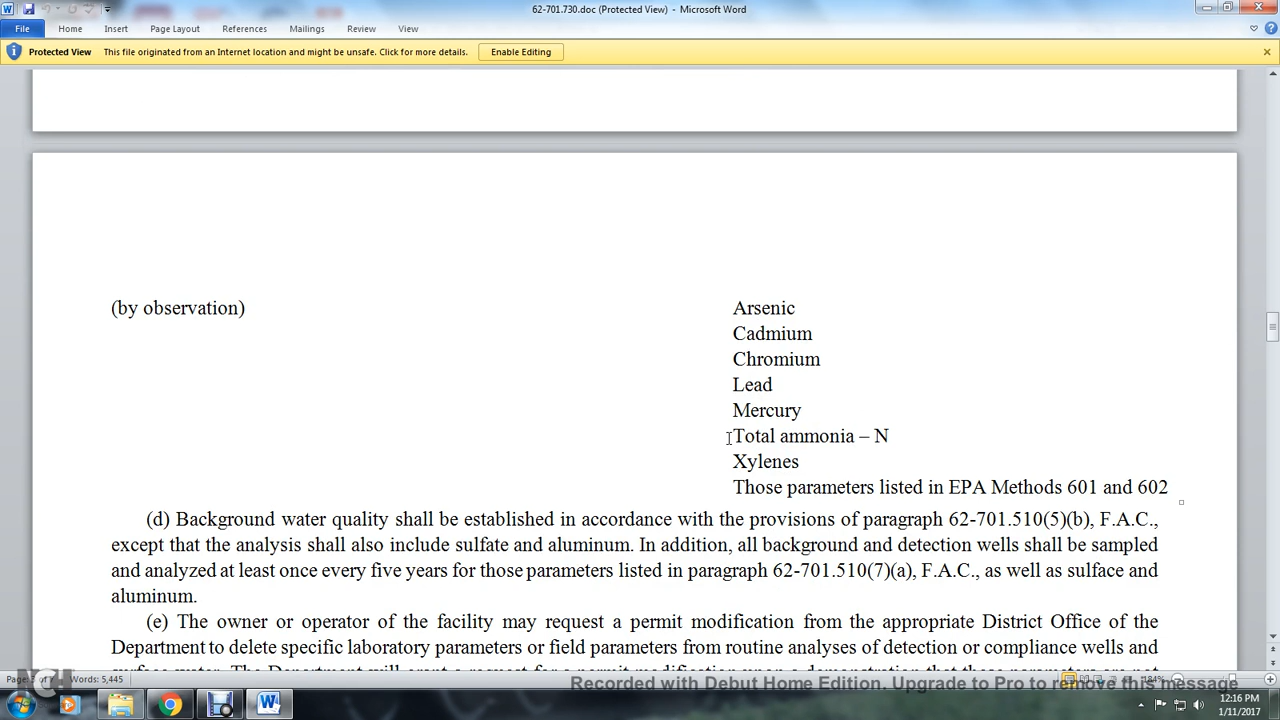 62-701.730.doc (Protected View) - Microsoft Word
File Home Insert Page Layout References Mailings Review View
Protected View This file originated from an Internet location and might be unsafe. Click for more details. Enable Editing
(by observation) Arsenic
Cadmium
Chromium
Lead
Mercury
Total ammonia – N
Xylenes
Those parameters listed in EPA Methods 601 and 602
(d) Background water quality shall be established in accordance with the provisions of paragraph 62-701.510(5)(b), F.A.C.,
except that the analysis shall also include sulfate and aluminum. In addition, all background and detection wells shall be sampled
and analyzed at least once every five years for those parameters listed in paragraph 62-701.510(7)(a), F.A.C., as well as sulface and
aluminum.
(e) The owner or operator of the facility may request a permit modification from the appropriate District Office of the
Department to delete specific laboratory parameters or field parameters from routine analyses of detection or compliance wells and
Words: 5,445
Recorded with Debut Home Edition. Upgrade to Pro to remove this message
184%
12:16 PM
1/11/2017